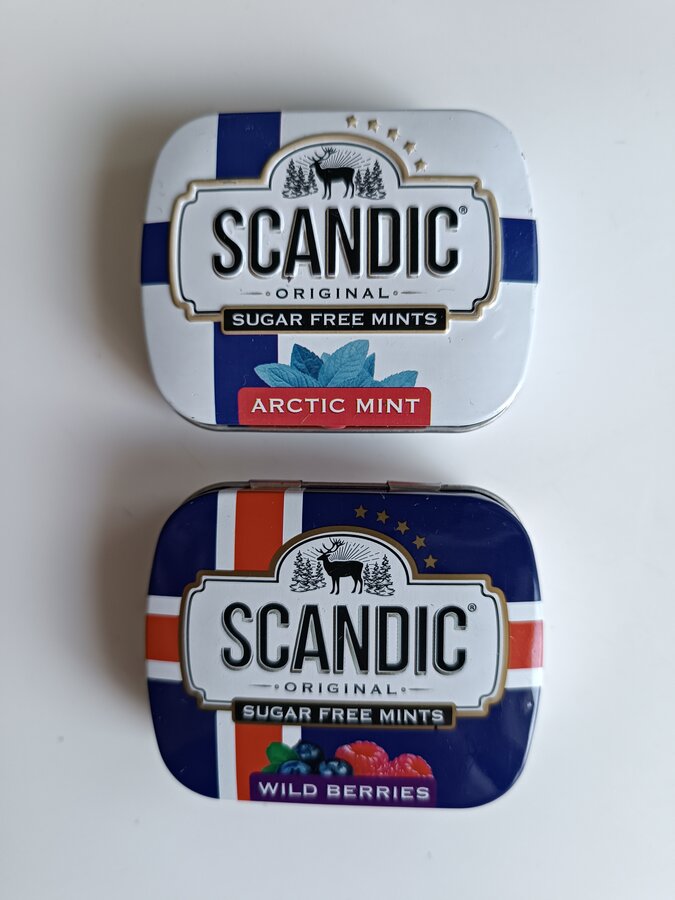 SCANDIC®
ORIGINAL
SUGAR FREE MINTS
ARCTIC MINT
SCANDIC®
ORIGINAL
SUGAR FREE MINTS
WILD BERRIES